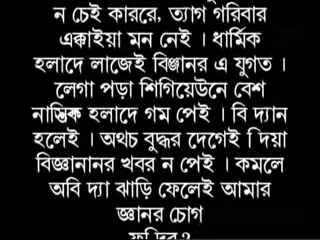 ন চেই কাররে, ত্যাগ গরিবার
এক্কাইয়া মন নেই । ধার্মিক
হলাদে লাজেই বিঞ্জানর এ যুগত ।
লেগা পড়া শিগিয়েউনে বেশ
নাস্তিক হলাদে গম পেই । বি দ্যান
হলেই । অথচ বুদ্ধর দেগেই দিয়া
বিজ্ঞানানর খবর ন পেই । কমলে
অবি দ্যা ঝাড়ি ফেলেই আমার
জ্ঞানর চোগ